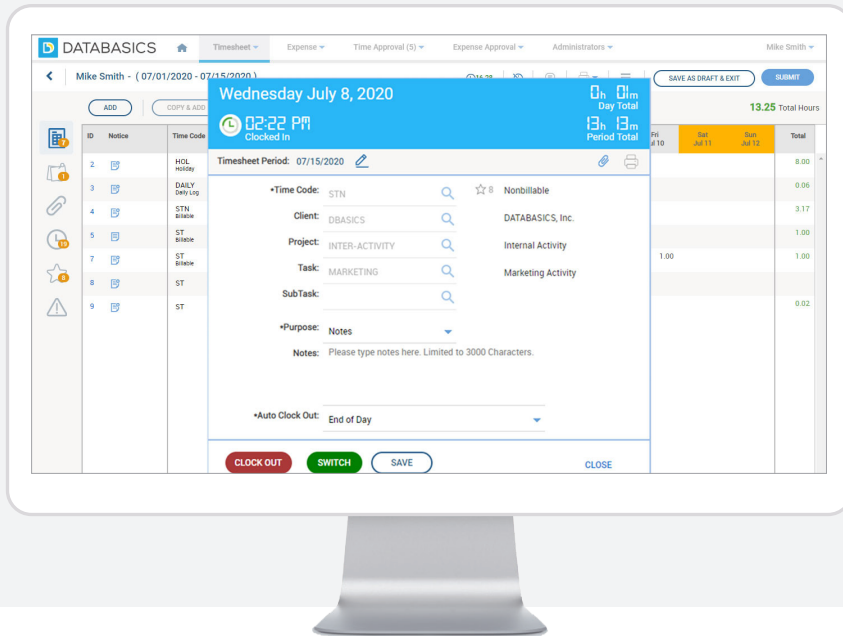 DATABASICS
Timesheet
Expense
Time Approval (5)
Expense Approval
Administrators
Mike Smith
Mike Smith - ( 07/01/2020 - 07/15/2020 )
SAVE AS DRAFT & EXIT
SUBMIT
ADD
COPY & ADD
13.25 Total Hours
Wednesday July 8, 2020
0h 01m
Day Total
02:22 PM
Clocked In
13h 13m
Period Total
Timesheet Period: 07/15/2020
ID Notice Time Code
Fri
Sat
Jul 11
Sun
Jul 12
Total
2 HOL
Holiday
8.00
3 DAILY
Daily Log
0.06
4 STN
Billable
3.17
5 ST
Billable
1.00
7 ST
Billable
1.00 1.00
8 ST
9 ST
0.02
7
1
15
8
*Time Code: STN 8 Nonbillable
Client: DBASICS DATABASICS, Inc.
Project: INTER-ACTIVITY Internal Activity
Task: MARKETING Marketing Activity
SubTask:
*Purpose: Notes
Notes: Please type notes here. Limited to 3000 Characters.
*Auto Clock Out: End of Day
CLOCK OUT
SWITCH
SAVE
CLOSE